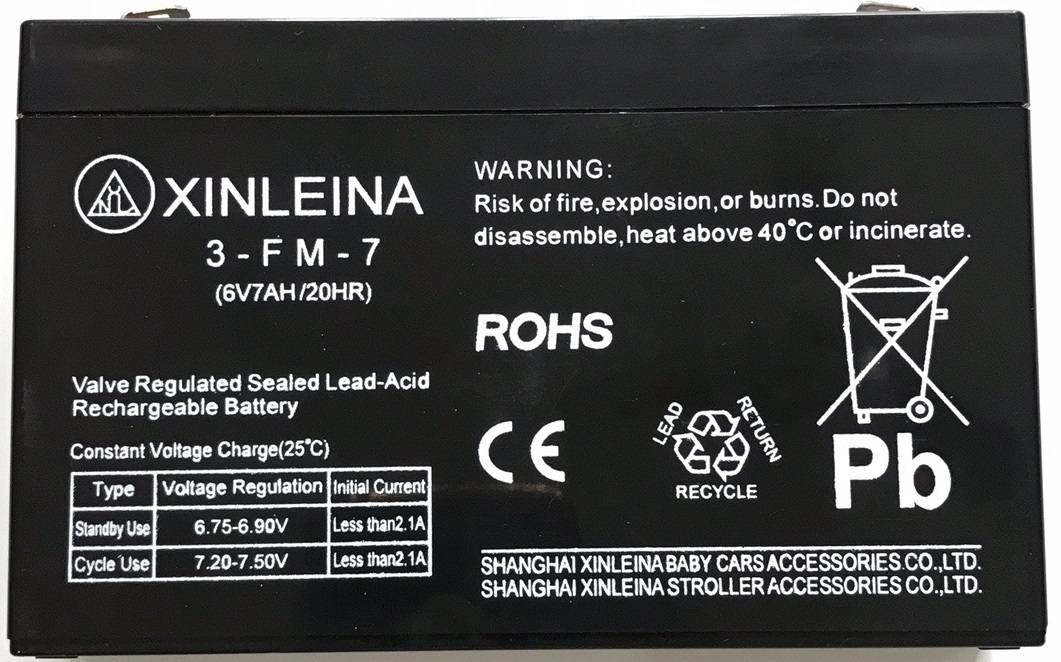 XINLEINA
3-FM-7
(6V7AH/20HR)
Valve Regulated Sealed Lead-Acid
Rechargeable Battery
Constant Voltage Charge(25°C)
Type Voltage Regulation Initial Current
Standby Use 6.75-6.90V Less than2.1A
Cycle Use 7.20-7.50V Less than2.1A
WARNING:
Risk of fire,explosion,or burns.Do not
disassemble,heat above 40°C or incinerate.
ROHS
CE
LEAD
RETURN
RECYCLE
Pb
SHANGHAI XINLEINA BABY CARS ACCESSORIES CO.,LTD.
SHANGHAI XINLEINA STROLLER ACCESSORIES CO.,LTD.